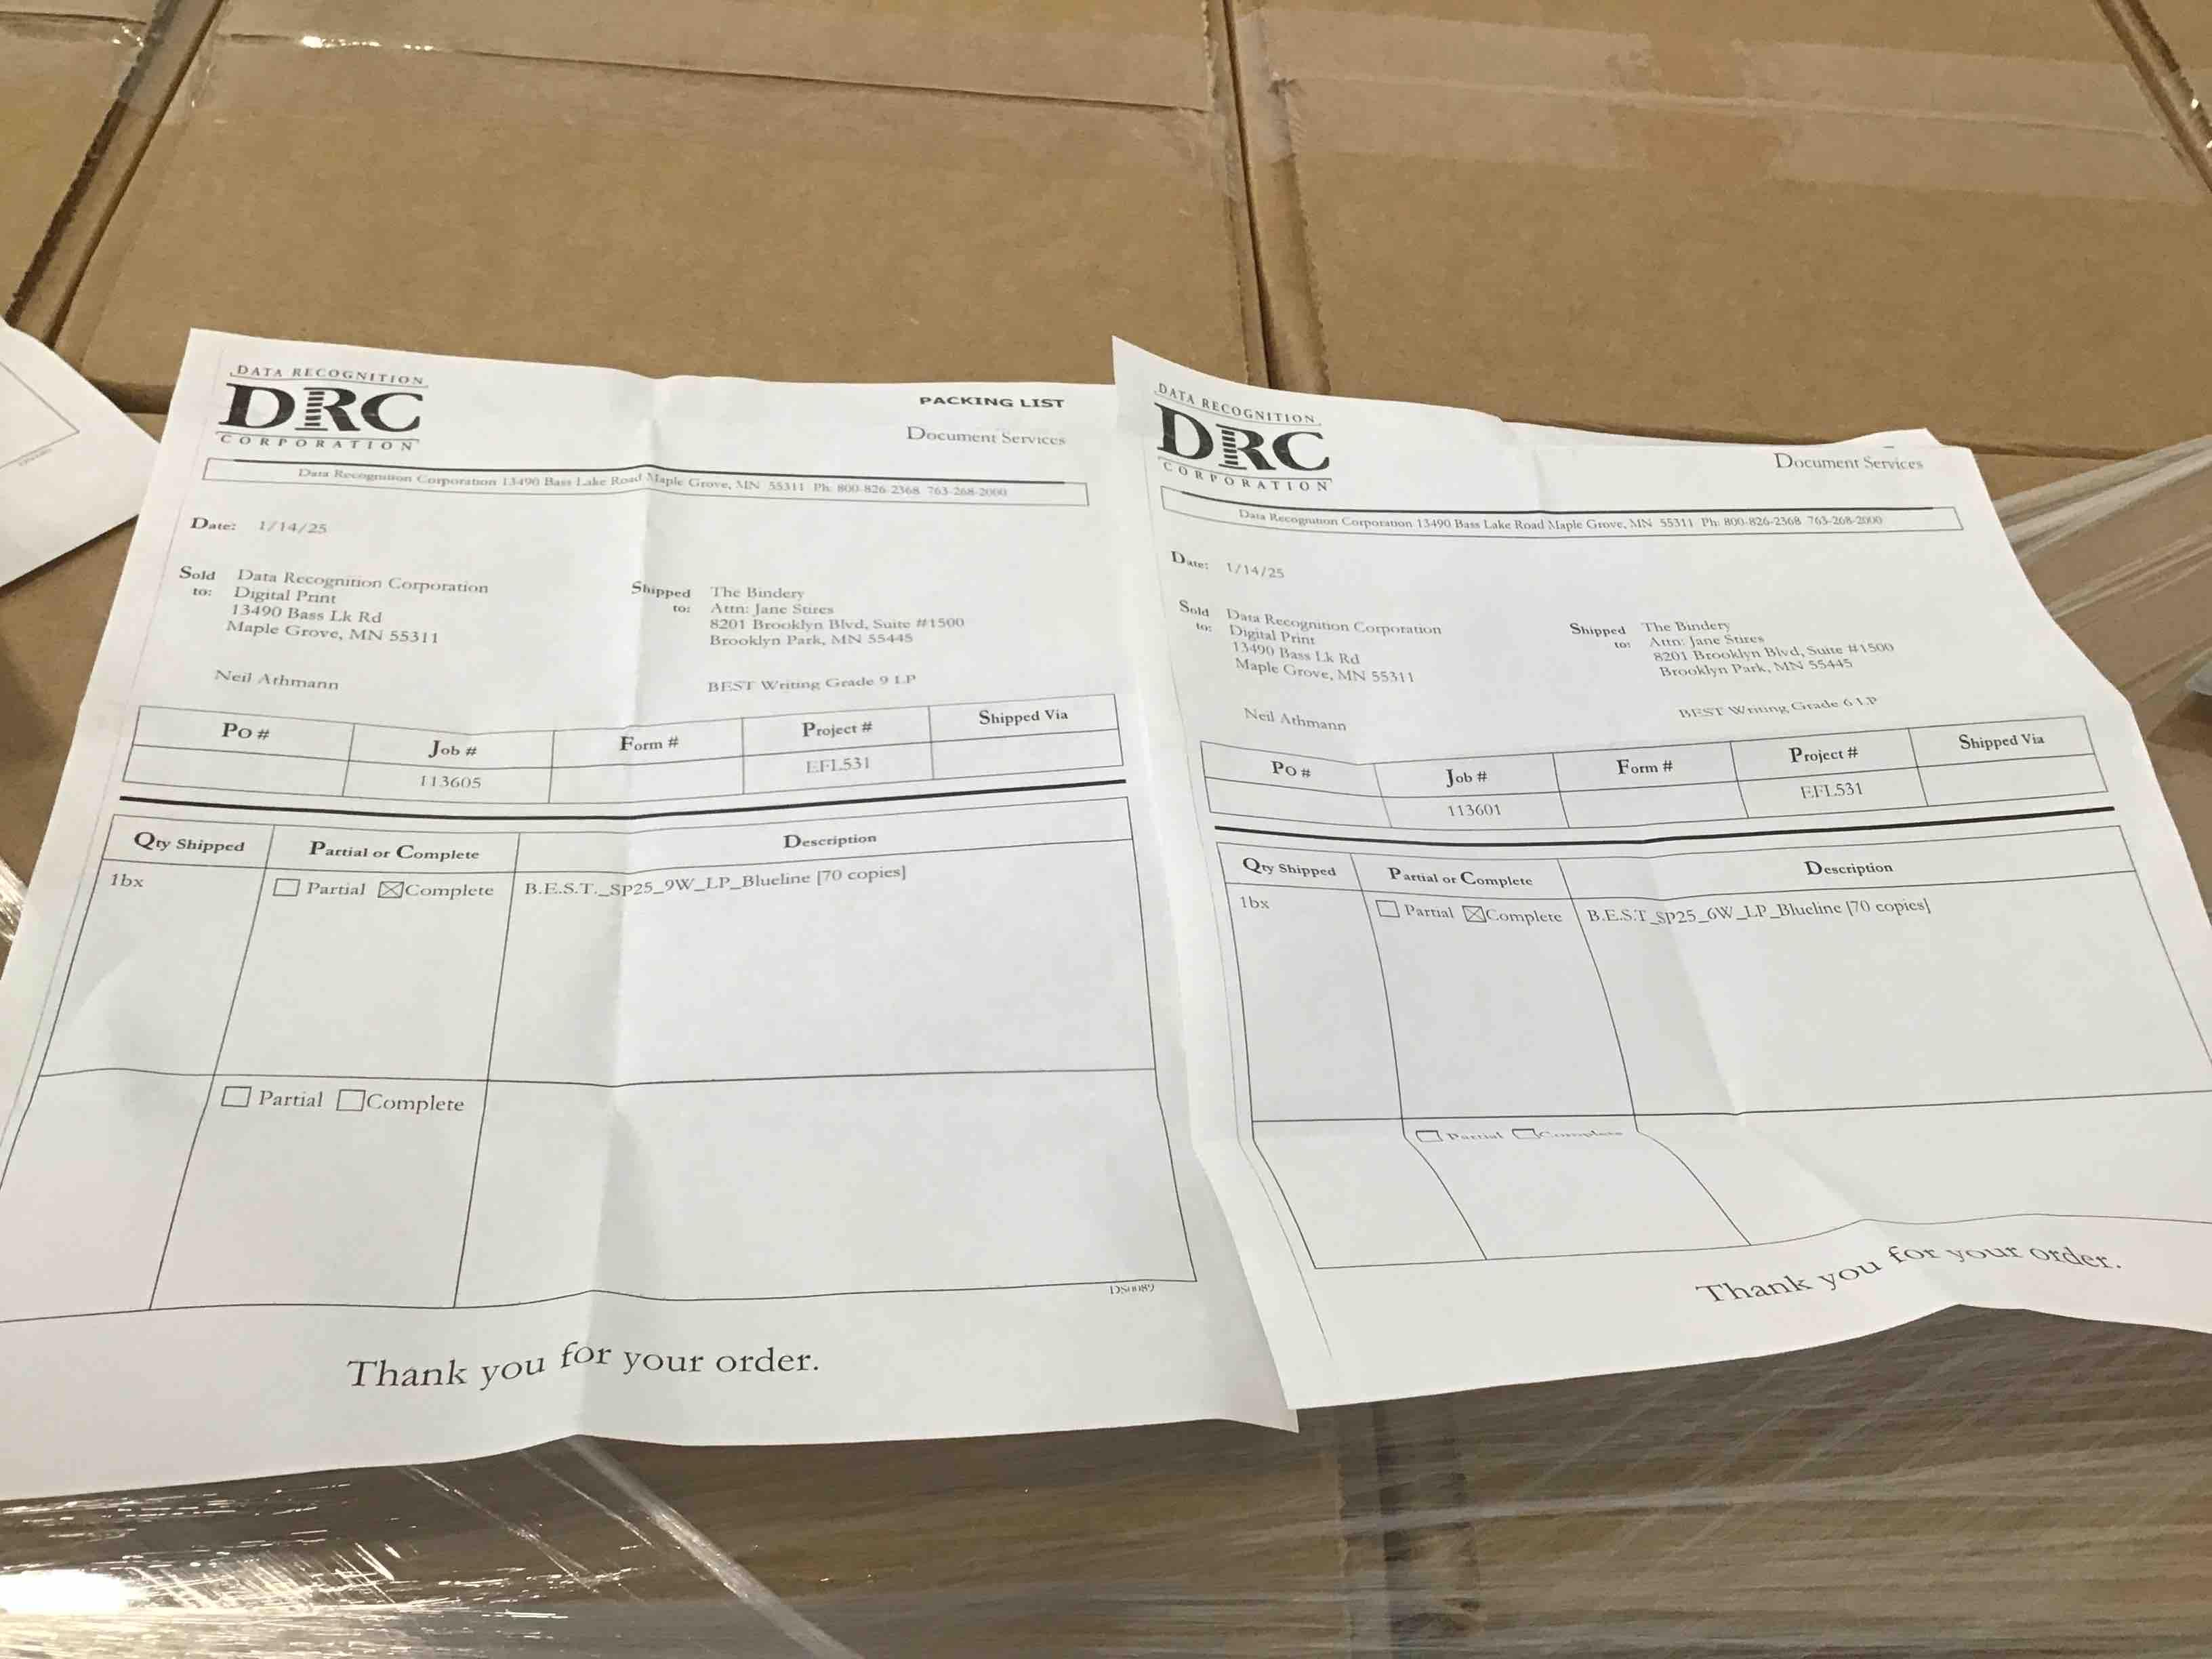 DATA RECOGNITION
DRC
CORPORATION
PACKING LIST
Document Services
Data Recognition Corporation 13490 Bass Lake Road Maple Grove, MN 55311 Ph: 800-826-2368 763-268-2000
Date: 1/14/25
Sold to: Data Recognition Corporation
Digital Print
13490 Bass Lk Rd
Maple Grove, MN 55311
Shipped to: The Bindery
Attn: Jane Stires
8201 Brooklyn Blvd, Suite #1500
Brooklyn Park, MN 55445
Neil Athmann
BEST Writing Grade 9 LP
Po # Job # Form # Project # Shipped Via
113605 EFL531
Qty Shipped Partial or Complete Description
1bx Partial Complete B.E.S.T._Sp25_9W_LP_Blueline [70 copies]
Partial Complete
DS0089
Thank you for your order.
DATA RECOGNITION
DRC
CORPORATION
Document Services
Data Recognition Corporation 13490 Bass Lake Road Maple Grove, MN 55311 Ph: 800-826-2368 763-268-2000
Date: 1/14/25
Sold to: Data Recognition Corporation
Digital Print
13490 Bass Lk Rd
Maple Grove, MN 55311
Shipped to: The Bindery
Attn: Jane Stires
8201 Brooklyn Blvd, Suite #1500
Brooklyn Park, MN 55445
Neil Athmann
BEST Writing Grade 6 LP
Po # Job # Form # Project # Shipped Via
113601 EFL531
Qty Shipped Partial or Complete Description
1bx Partial Complete B.E.S.T_Sp25_6W_LP_Blueline [70 copies]
Partial Complete
Thank you for your order.